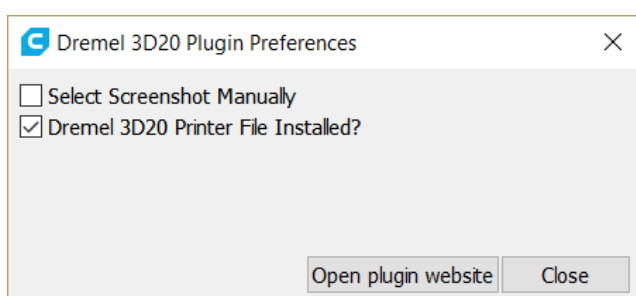 Dremel 3D20 Plugin Preferences
Select Screenshot Manually
Dremel 3D20 Printer File Installed?
Open plugin website Close